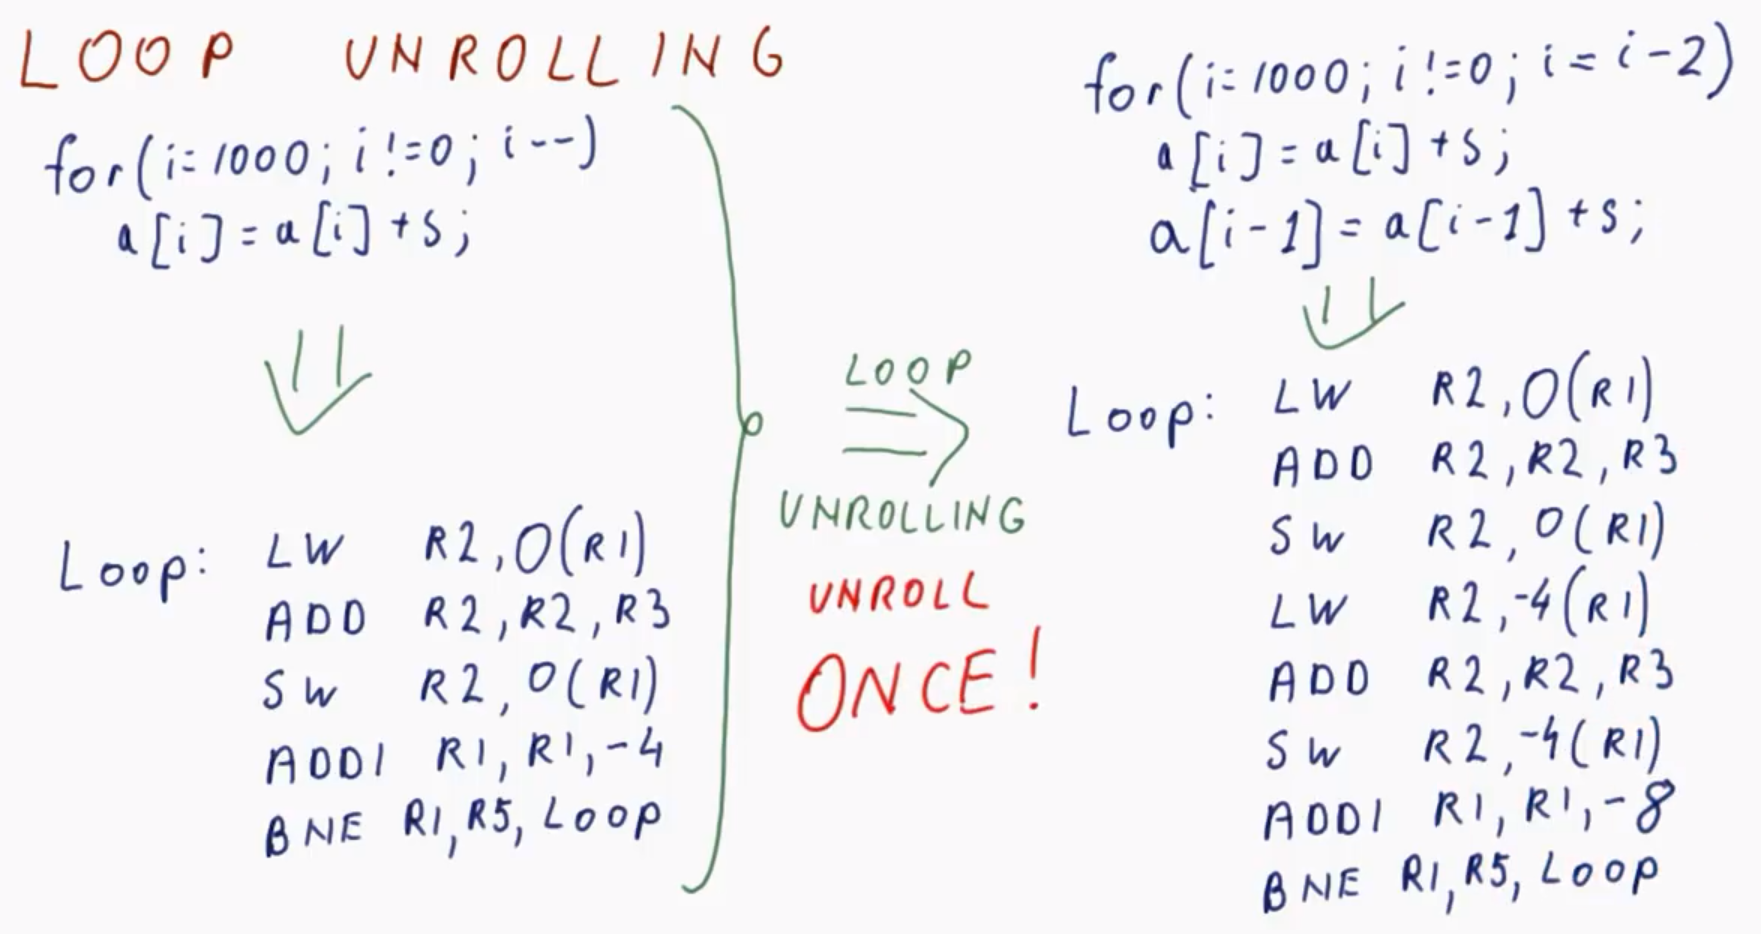 LOOP UNROLLING
for(i=1000; i!=0; i--)
a[i]=a[i]+s;
Loop: LW R2,0(R1)
ADD R2,R2,R3
SW R2,0(R1)
ADDI R1,R1,-4
BNE R1,R5,Loop
LOOP
UNROLLING
UNROLL
ONCE!
for(i=1000; i!=0; i=i-2)
a[i]=a[i]+s;
a[i-1]=a[i-1]+s;
Loop: LW R2,0(R1)
ADD R2,R2,R3
SW R2,0(R1)
LW R2,-4(R1)
ADD R2,R2,R3
SW R2,-4(R1)
ADDI R1,R1,-8
BNE R1,R5,Loop